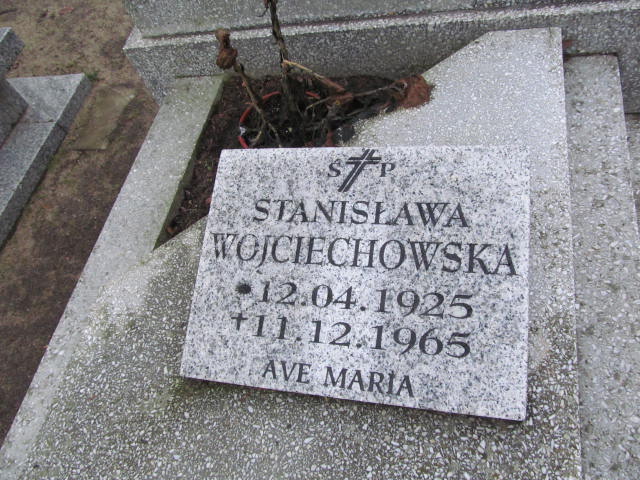 Ś P
STANISŁAWA
WOJCIECHOWSKA
* 12.04.1925
† 11.12.1965
AVE MARIA